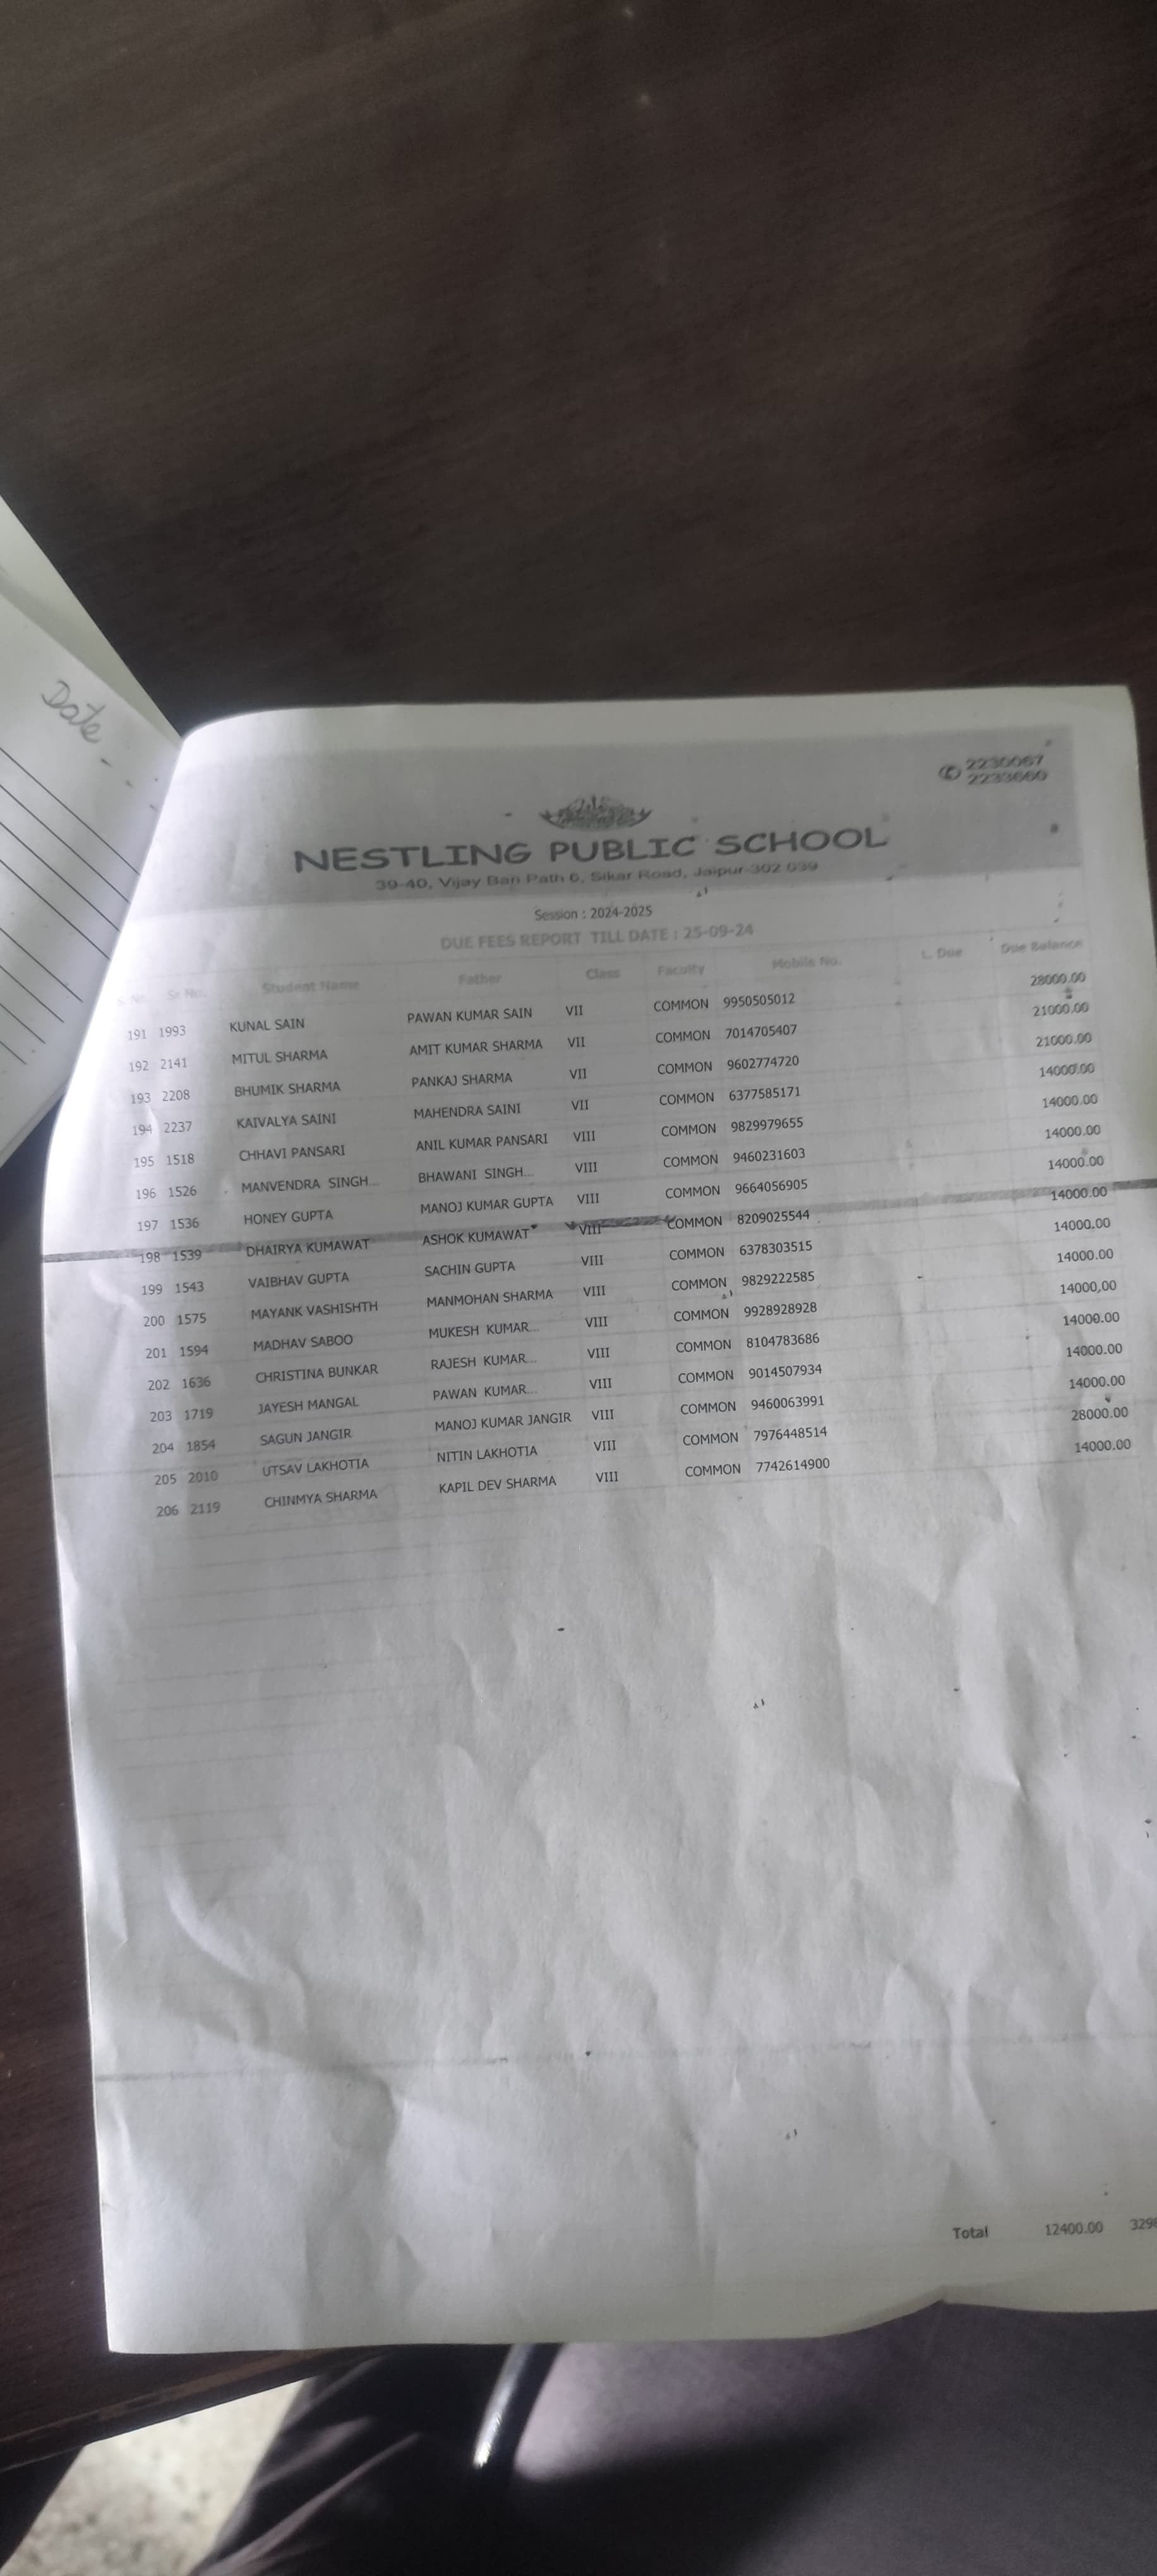 Date - - -
2230067
2233660
NESTLING PUBLIC SCHOOL
39-40, Vijay Bari Path 6, Sikar Road, Jaipur-302 039
Session : 2024-2025
DUE FEES REPORT TILL DATE : 25-09-24
S. No. Sr No. Student Name Father Class Faculty Mobile No. L. Due Due Balance
191 1993 KUNAL SAIN PAWAN KUMAR SAIN VII COMMON 9950505012 28000.00
192 2141 MITUL SHARMA AMIT KUMAR SHARMA VII COMMON 7014705407 21000.00
193 2208 BHUMIK SHARMA PANKAJ SHARMA VII COMMON 9602774720 21000.00
194 2237 KAIVALYA SAINI MAHENDRA SAINI VII COMMON 6377585171 14000.00
195 1518 CHHAVI PANSARI ANIL KUMAR PANSARI VIII COMMON 9829979655 14000.00
196 1526 MANVENDRA SINGH... BHAWANI SINGH... VIII COMMON 9460231603 14000.00
197 1536 HONEY GUPTA MANOJ KUMAR GUPTA VIII COMMON 9664056905 14000.00
198 1539 DHAIRYA KUMAWAT ASHOK KUMAWAT VIII COMMON 8209025544 14000.00
199 1543 VAIBHAV GUPTA SACHIN GUPTA VIII COMMON 6378303515 14000.00
200 1575 MAYANK VASHISHTH MANMOHAN SHARMA VIII COMMON 9829222585 14000.00
201 1594 MADHAV SABOO MUKESH KUMAR... VIII COMMON 9928928928 14000.00
202 1636 CHRISTINA BUNKAR RAJESH KUMAR... VIII COMMON 8104783686 14000.00
203 1719 JAYESH MANGAL PAWAN KUMAR... VIII COMMON 9014507934 14000.00
204 1854 SAGUN JANGIR MANOJ KUMAR JANGIR VIII COMMON 9460063991 14000.00
205 2010 UTSAV LAKHOTIA NITIN LAKHOTIA VIII COMMON 7976448514 28000.00
206 2119 CHINMYA SHARMA KAPIL DEV SHARMA VIII COMMON 7742614900 14000.00
Total 12400.00 329